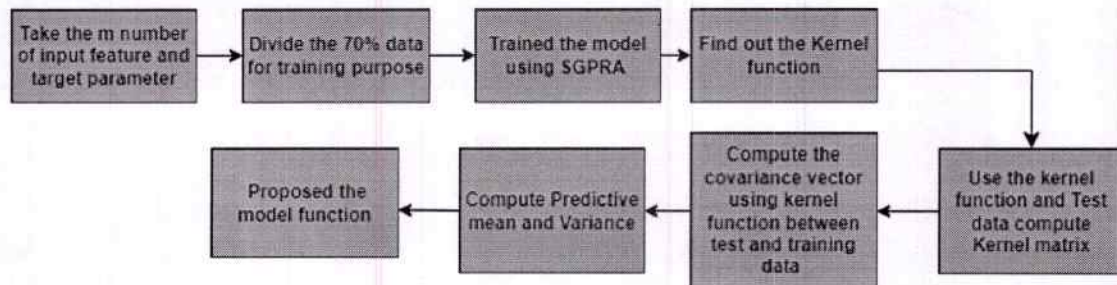 Take the m number
of input feature and
target parameter
Divide the 70% data
for training purpose
Trained the model
using SGPRA
Find out the Kernel
function
Use the kernel
function and Test
data compute
Kernel matrix
Compute the
covariance vector
using kernel
function between
test and training
data
Compute Predictive
mean and Variance
Proposed the
model function